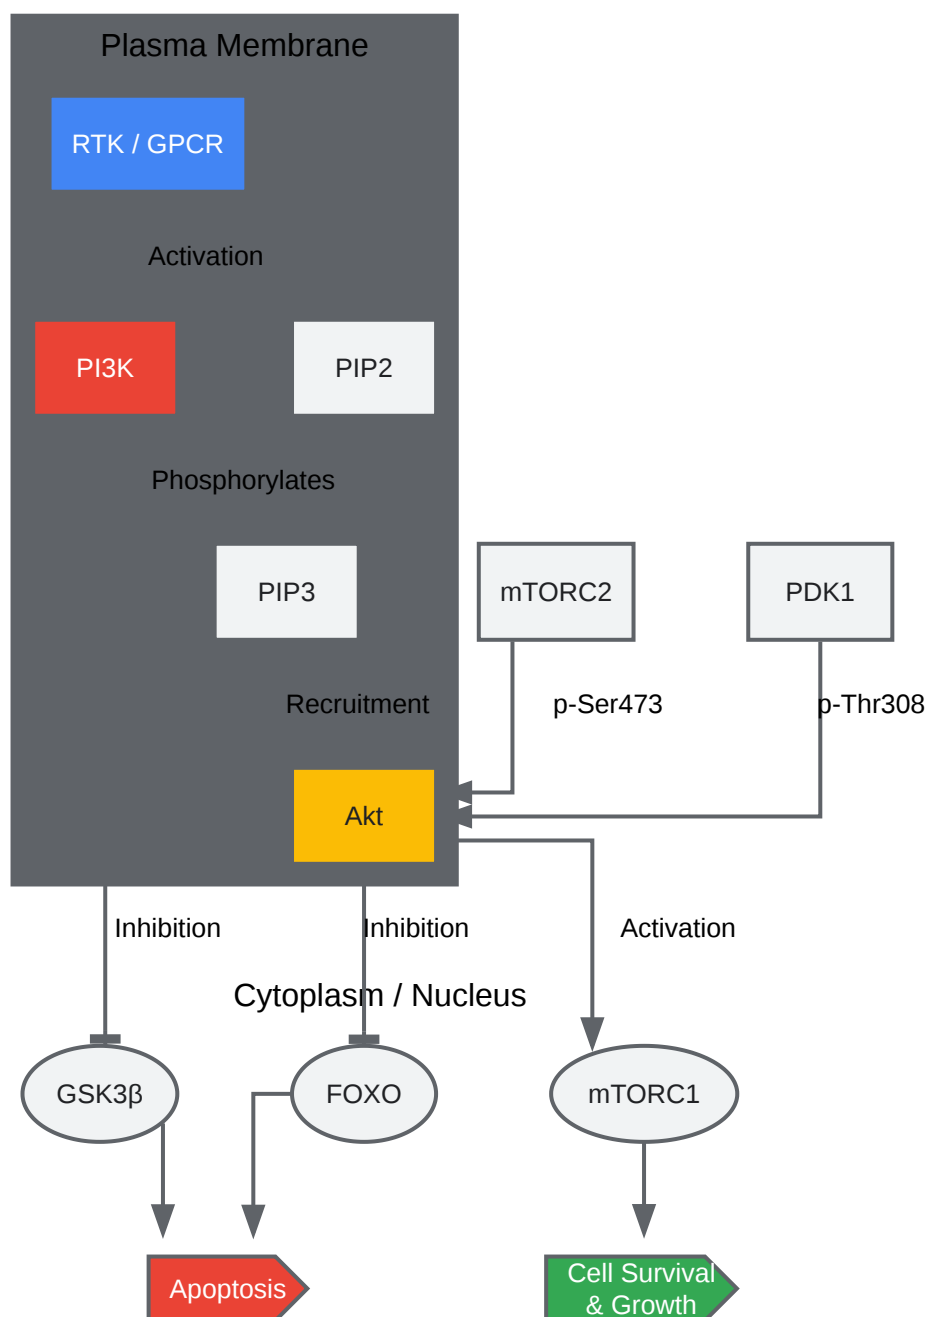 Plasma Membrane
RTK / GPCR
Activation
PI3K
PIP2
Phosphorylates
PIP3
mTORC2
PDK1
Recruitment
p-Ser473
p-Thr308
Akt
Inhibition
Inhibition
Activation
Cytoplasm / Nucleus
GSK3β
FOXO
mTORC1
Apoptosis
Cell Survival
& Growth